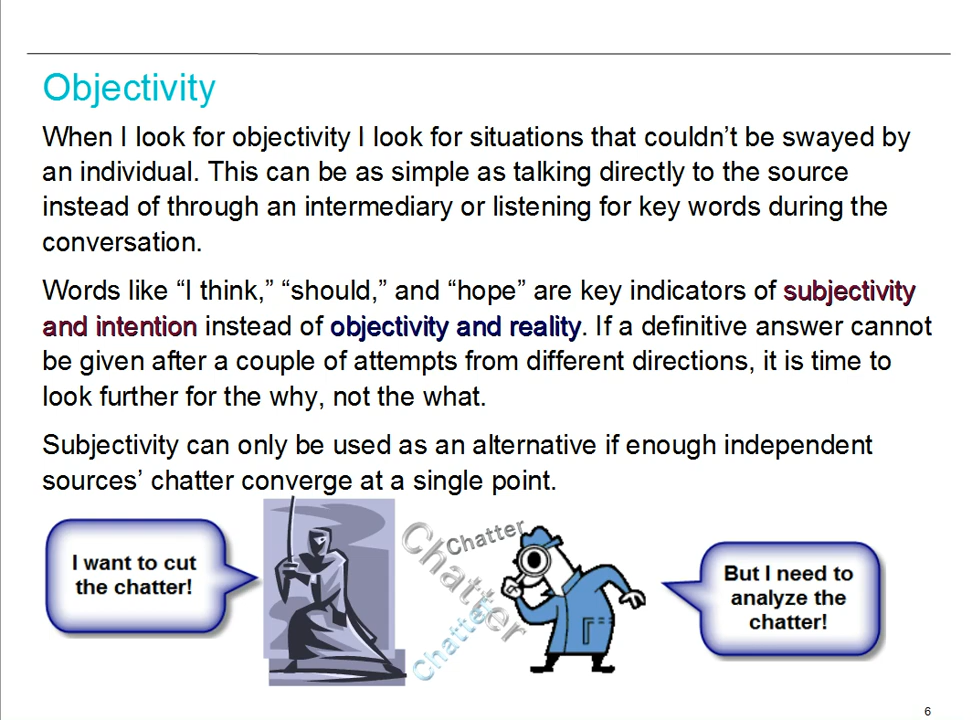 Objectivity
When I look for objectivity I look for situations that couldn’t be swayed by
an individual. This can be as simple as talking directly to the source
instead of through an intermediary or listening for key words during the
conversation.
Words like “I think,” “should,” and “hope” are key indicators of subjectivity
and intention instead of objectivity and reality. If a definitive answer cannot
be given after a couple of attempts from different directions, it is time to
look further for the why, not the what.
Subjectivity can only be used as an alternative if enough independent
sources’ chatter converge at a single point.
I want to cut
the chatter!
Chatter
Chatter
Chatter
But I need to
analyze the
chatter!
6